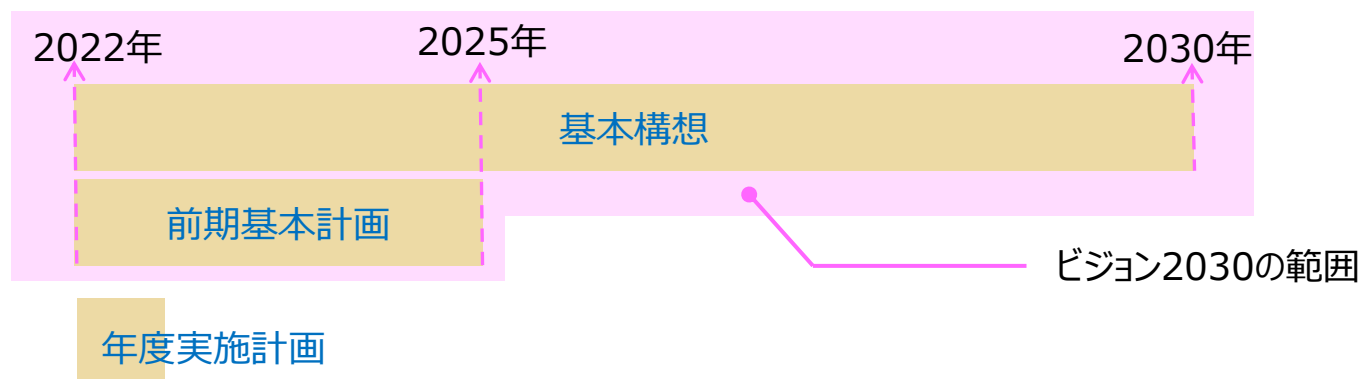 2022年
2025年
2030年
基本構想
前期基本計画
ビジョン2030の範囲
年度実施計画